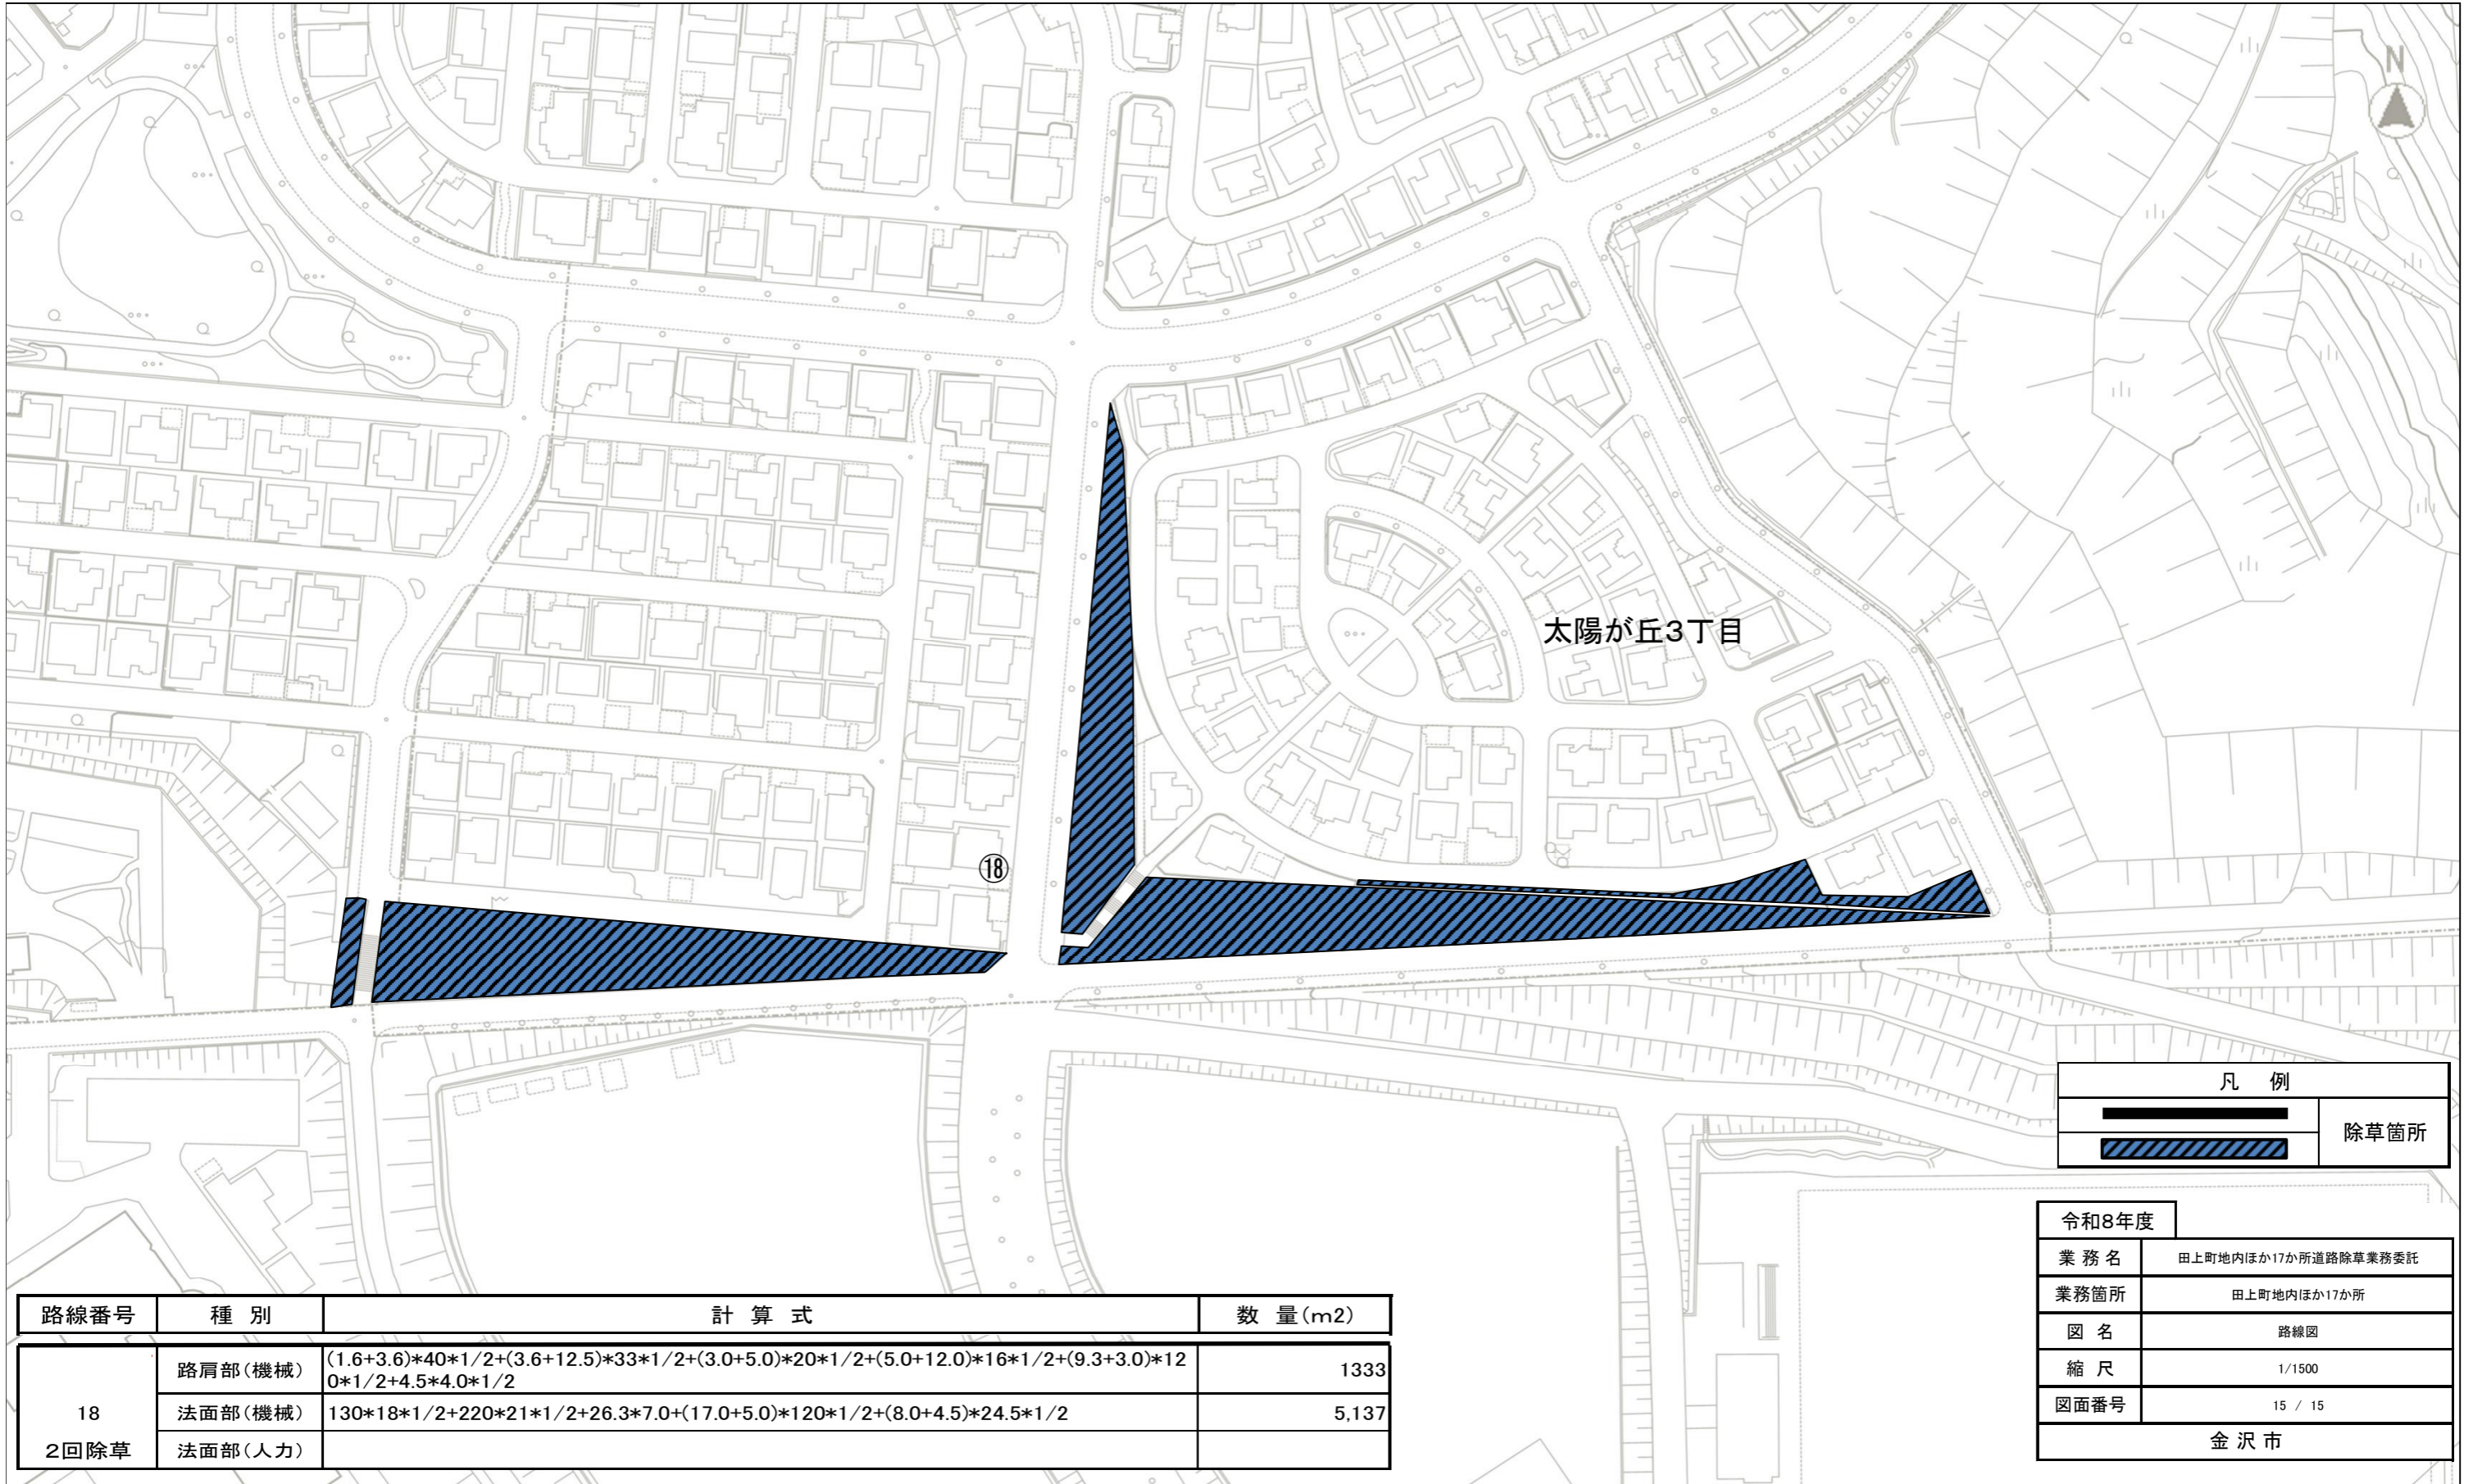 N
太陽が丘3丁目
⑱
凡 例
除草箇所
令和8年度
業務名 田上町地内ほか17か所道路除草業務委託
業務箇所 田上町地内ほか17か所
図 名 路線図
縮 尺 1/1500
図面番号 15 / 15
金沢市
路線番号 種 別 計 算 式 数 量(m2)
18 路肩部(機械) (1.6+3.6)*40*1/2+(3.6+12.5)*33*1/2+(3.0+5.0)*20*1/2+(5.0+12.0)*16*1/2+(9.3+3.0)*12
0*1/2+4.5*4.0*1/2 1333
法面部(機械) 130*18*1/2+220*21*1/2+26.3*7.0+(17.0+5.0)*120*1/2+(8.0+4.5)*24.5*1/2 5,137
2回除草 法面部(人力)